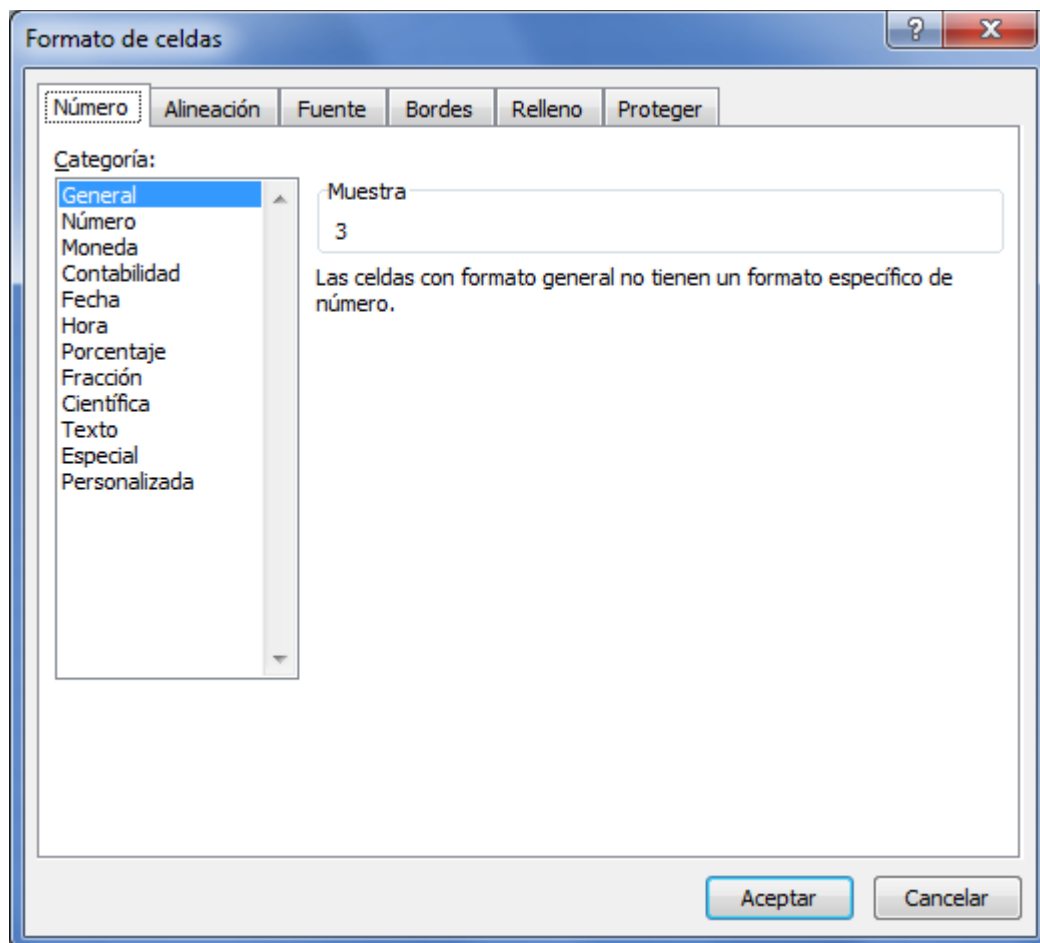 Formato de celdas
?
X
Número Alineación Fuente Bordes Relleno Proteger
Categoría:
General
Número
Moneda
Contabilidad
Fecha
Hora
Porcentaje
Fracción
Científica
Texto
Especial
Personalizada
Muestra
3
Las celdas con formato general no tienen un formato específico de
número.
Aceptar Cancelar